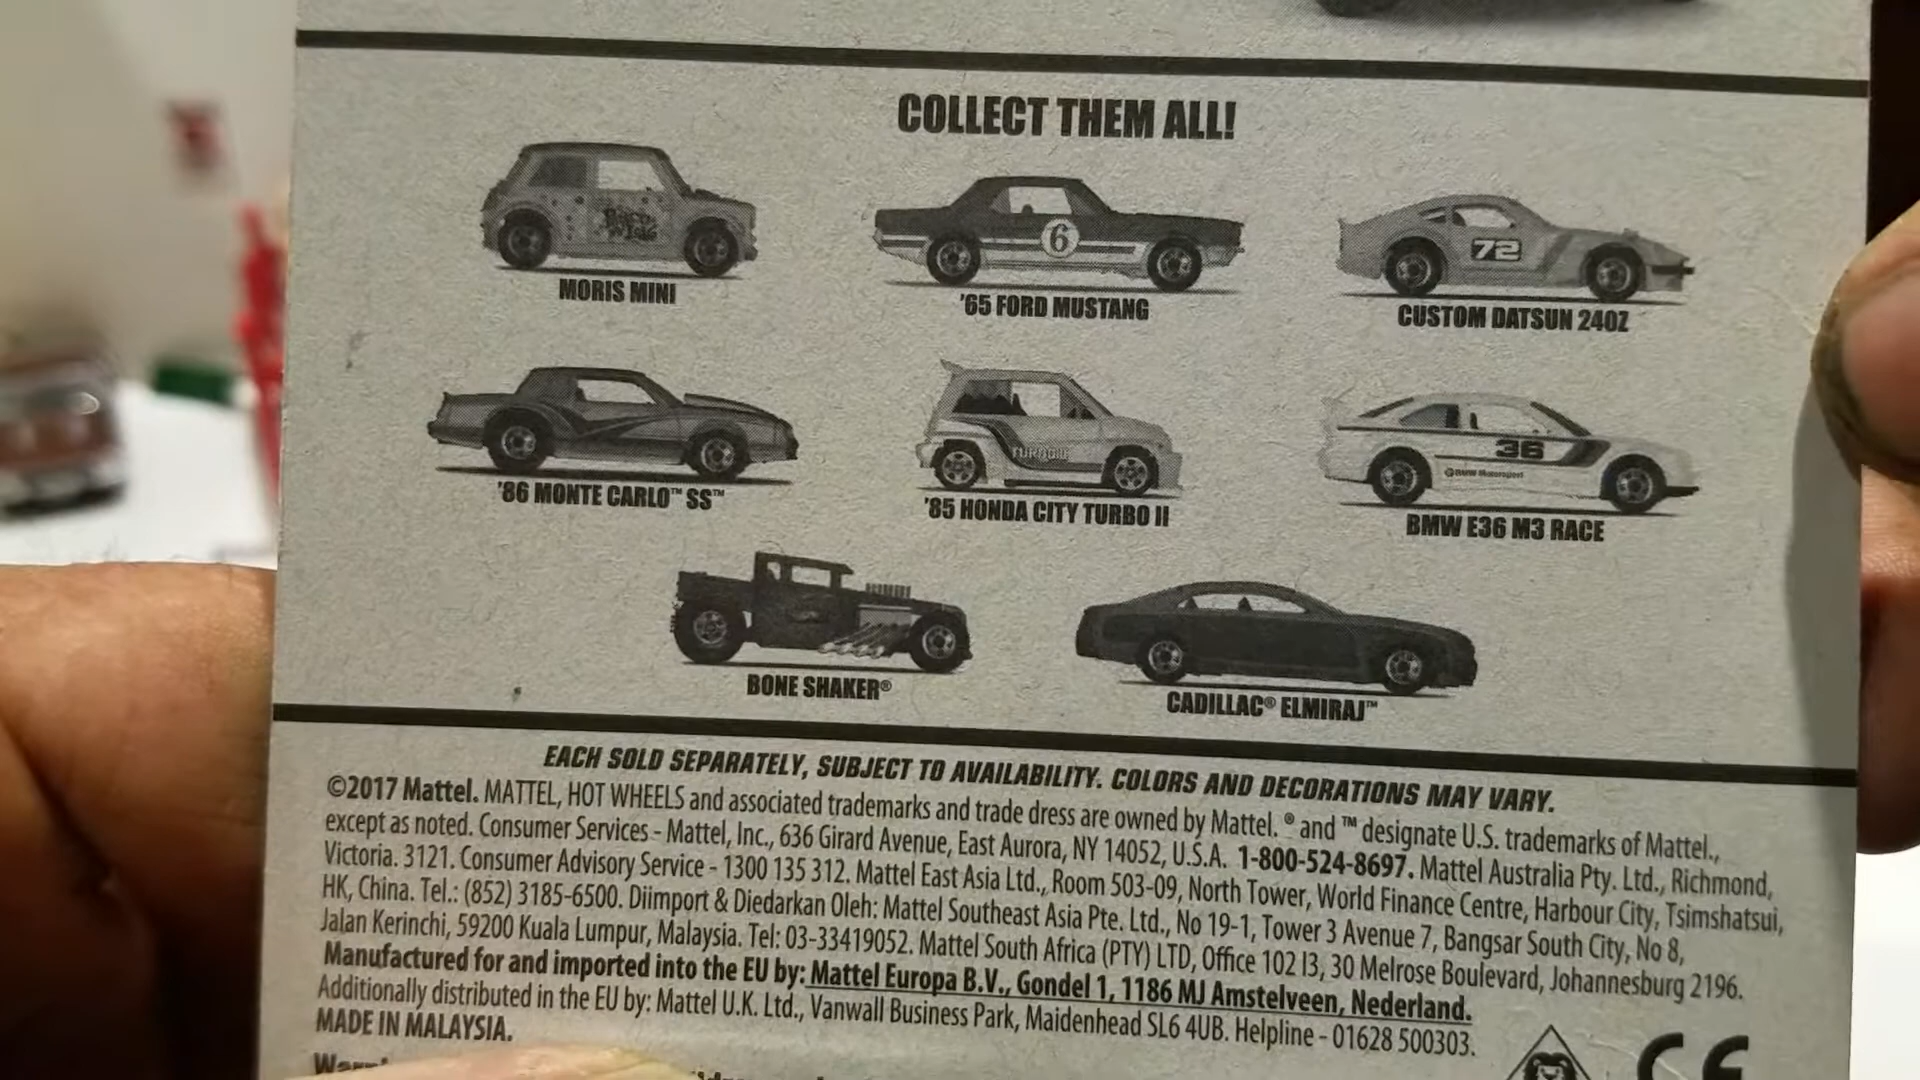 COLLECT THEM ALL!
MORIS MINI
6
'65 FORD MUSTANG
72
CUSTOM DATSUN 240Z
'86 MONTE CARLO™ SS™
TURBO II
'85 HONDA CITY TURBO II
36
BMW Motorsport
BMW E36 M3 RACE
BONE SHAKER®
CADILLAC® ELMIRAJ™
EACH SOLD SEPARATELY, SUBJECT TO AVAILABILITY. COLORS AND DECORATIONS MAY VARY.
©2017 Mattel. MATTEL, HOT WHEELS and associated trademarks and trade dress are owned by Mattel. ® and ™ designate U.S. trademarks of Mattel.,
except as noted. Consumer Services - Mattel, Inc., 636 Girard Avenue, East Aurora, NY 14052, U.S.A. 1-800-524-8697. Mattel Australia Pty. Ltd., Richmond,
Victoria. 3121. Consumer Advisory Service - 1300 135 312. Mattel East Asia Ltd., Room 503-09, North Tower, World Finance Centre, Harbour City, Tsimshatsui,
HK, China. Tel.: (852) 3185-6500. Diimport & Diedarkan Oleh: Mattel Southeast Asia Pte. Ltd., No 19-1, Tower 3 Avenue 7, Bangsar South City, No 8,
Jalan Kerinchi, 59200 Kuala Lumpur, Malaysia. Tel: 03-33419052. Mattel South Africa (PTY) LTD, Office 102 I3, 30 Melrose Boulevard, Johannesburg 2196.
Manufactured for and imported into the EU by: Mattel Europa B.V., Gondel 1, 1186 MJ Amstelveen, Nederland.
Additionally distributed in the EU by: Mattel U.K. Ltd., Vanwall Business Park, Maidenhead SL6 4UB. Helpline - 01628 500303.
MADE IN MALAYSIA.
CE